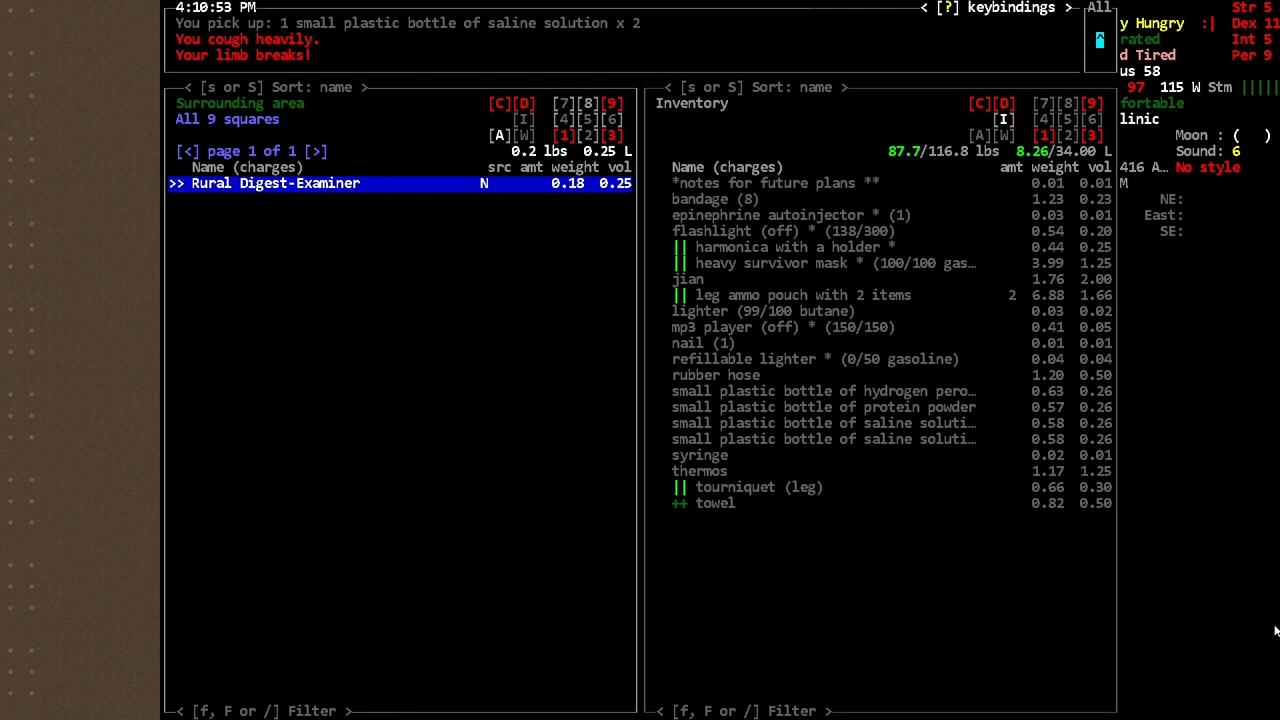 4:10:53 PM
< [?] keybindings > All
You pick up: 1 small plastic bottle of saline solution x 2
You cough heavily.
Your limb breaks!
^
Str 5
y Hungry :| Dex 11
rated Int 5
d Tired Per 9
us 58
97 115 W Stm |||||
fortable
linic
Moon : ( )
Sound: 6
416 A… No style
M
NE:
East:
SE:
< [s or S] Sort: name >
Surrounding area [C][D] [7][8][9]
All 9 squares [I] [4][5][6]
[A][W] [1][2][3]
[<] page 1 of 1 [>] 0.2 lbs 0.25 L
Name (charges) src amt weight vol
>> Rural Digest-Examiner N 0.18 0.25
< [f, F or /] Filter >
< [s or S] Sort: name >
Inventory [C][D] [7][8][9]
[I] [4][5][6]
[A][W] [1][2][3]
87.7/116.8 lbs 8.26/34.00 L
Name (charges) amt weight vol
*notes for future plans ** 0.01 0.01
bandage (8) 1.23 0.23
epinephrine autoinjector * (1) 0.03 0.01
flashlight (off) * (138/300) 0.54 0.20
|| harmonica with a holder * 0.44 0.25
|| heavy survivor mask * (100/100 gas… 3.99 1.25
jian 1.76 2.00
|| leg ammo pouch with 2 items 2 6.88 1.66
lighter (99/100 butane) 0.03 0.02
mp3 player (off) * (150/150) 0.41 0.05
nail (1) 0.01 0.01
refillable lighter * (0/50 gasoline) 0.04 0.04
rubber hose 1.20 0.50
small plastic bottle of hydrogen pero… 0.63 0.26
small plastic bottle of protein powder 0.57 0.26
small plastic bottle of saline soluti… 0.58 0.26
small plastic bottle of saline soluti… 0.58 0.26
syringe 0.02 0.01
thermos 1.17 1.25
|| tourniquet (leg) 0.66 0.30
++ towel 0.82 0.50
< [f, F or /] Filter >